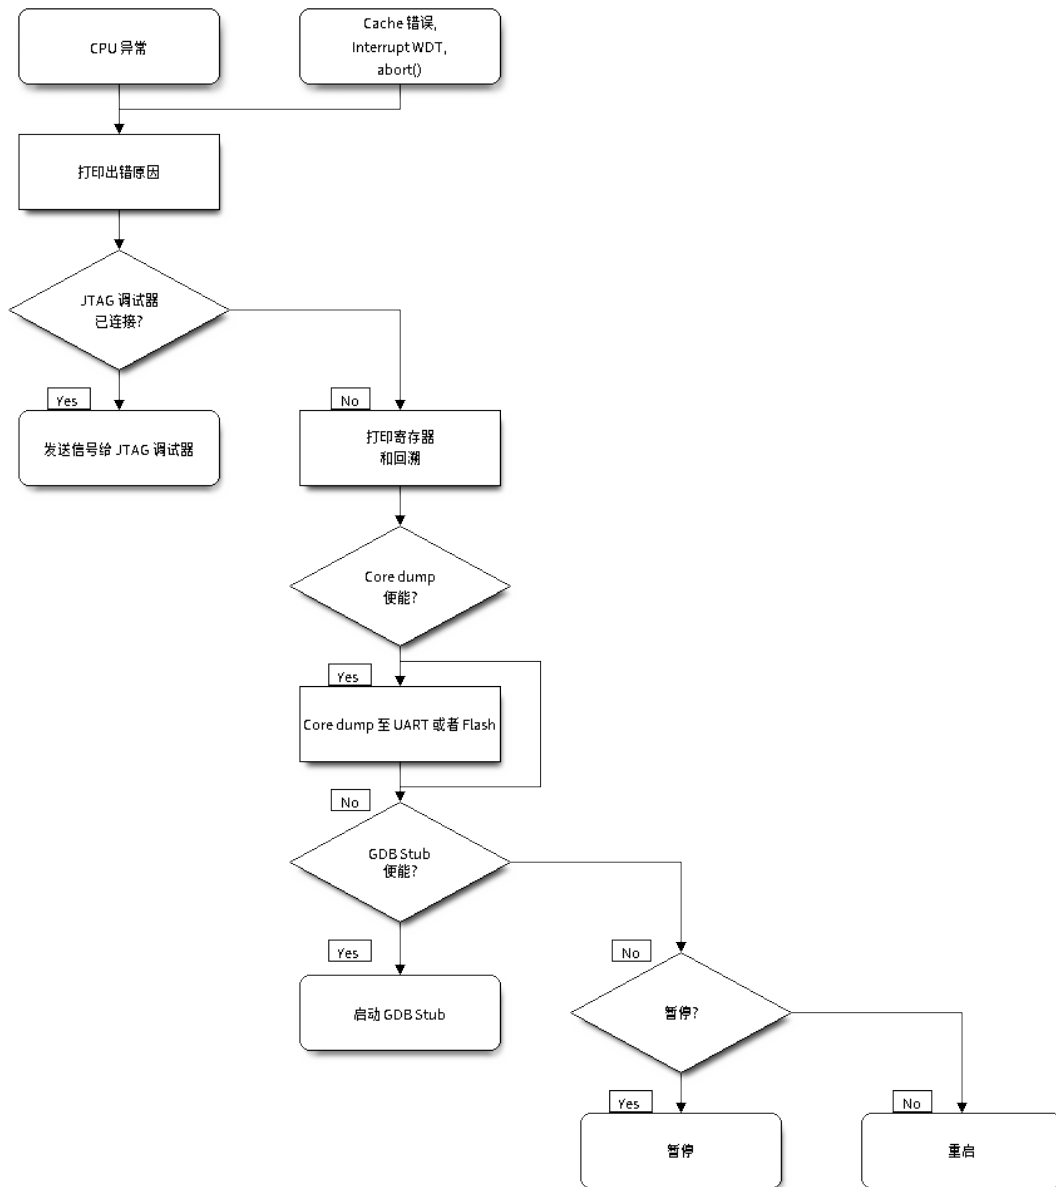 CPU 异常
Cache 错误,
Interrupt WDT,
abort()
打印出错原因
JTAG 调试器
已连接?
Yes
No
发送信号给 JTAG 调试器
打印寄存器
和回溯
Core dump
使能?
Yes
Core dump 至 UART 或者 Flash
No
GDB Stub
使能?
Yes
No
启动 GDB Stub
暂停?
Yes
No
暂停
重启